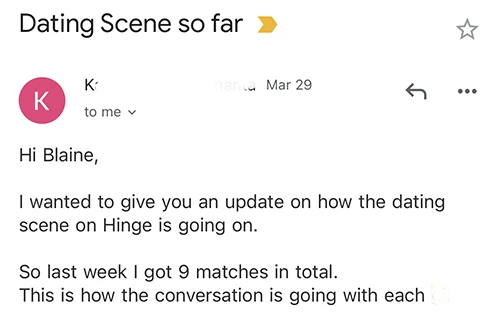 Dating Scene so far
K
K
Mar 29
to me
Hi Blaine,
I wanted to give you an update on how the dating
scene on Hinge is going on.
So last week I got 9 matches in total.
This is how the conversation is going with each